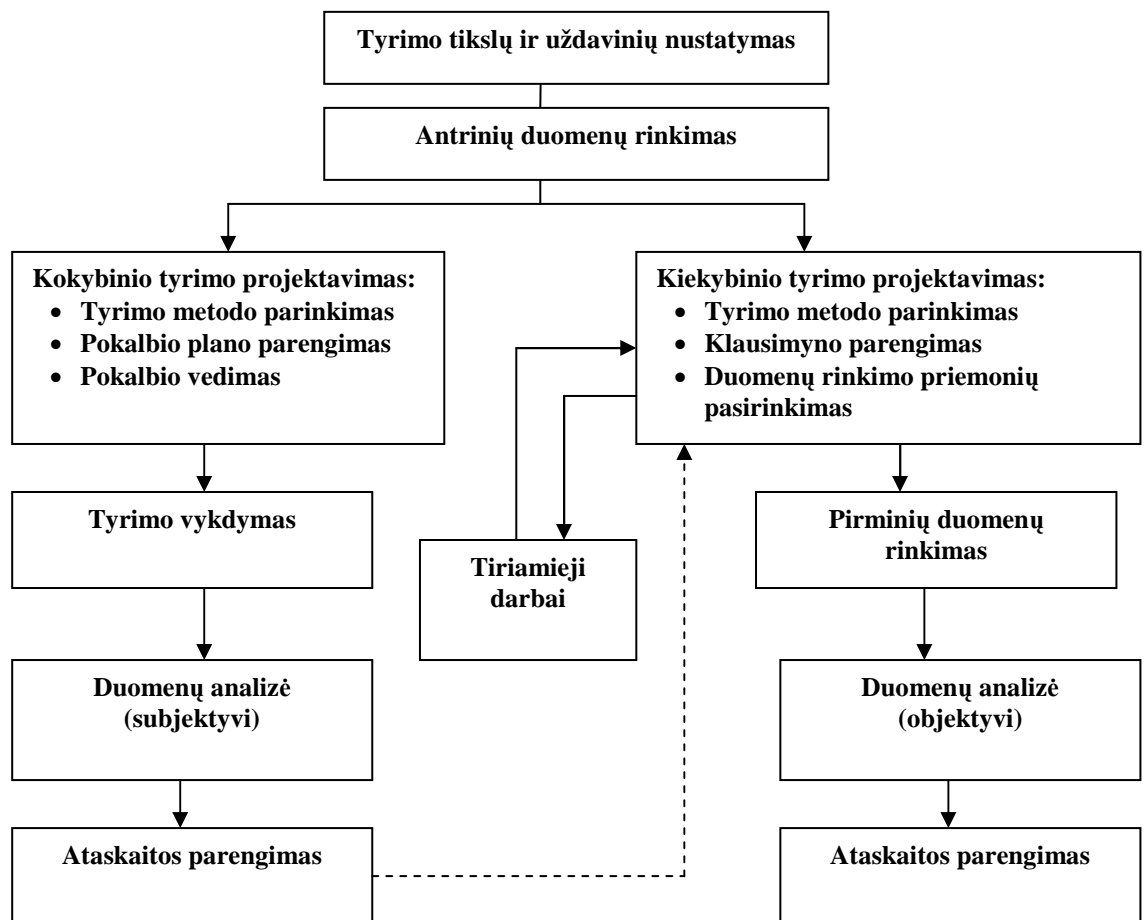 Tyrimo tikslų ir uždavinių nustatymas
Antrinių duomenų rinkimas
Kokybinio tyrimo projektavimas:
• Tyrimo metodo parinkimas
• Pokalbio plano parengimas
• Pokalbio vedimas
Kiekybinio tyrimo projektavimas:
• Tyrimo metodo parinkimas
• Klausimyno parengimas
• Duomenų rinkimo priemonių
pasirinkimas
Tyrimo vykdymas
Tiriamieji
darbai
Pirminių duomenų
rinkimas
Duomenų analizė
(subjektyvi)
Duomenų analizė
(objektyvi)
Ataskaitos parengimas
Ataskaitos parengimas